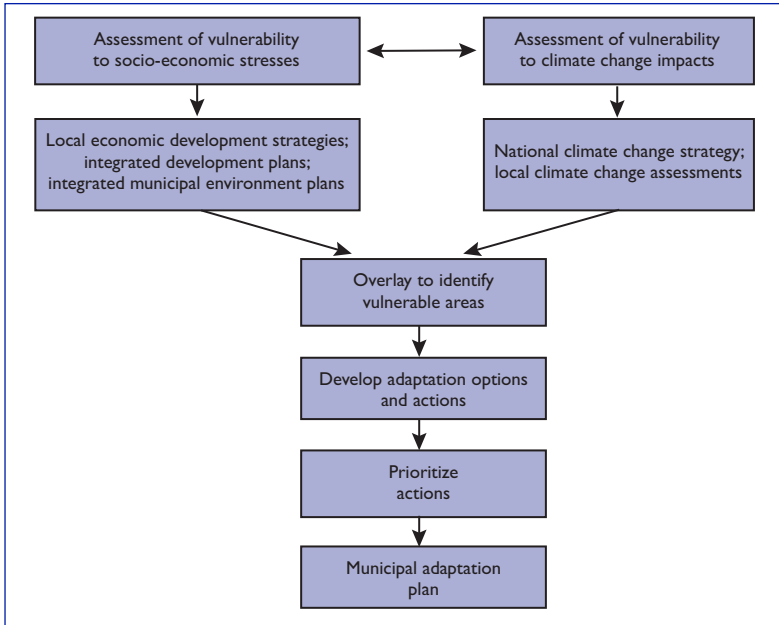 Assessment of vulnerability
to socio-economic stresses
Assessment of vulnerability
to climate change impacts
Local economic development strategies;
integrated development plans;
integrated municipal environment plans
National climate change strategy;
local climate change assessments
Overlay to identify
vulnerable areas
Develop adaptation options
and actions
Prioritize
actions
Municipal adaptation
plan